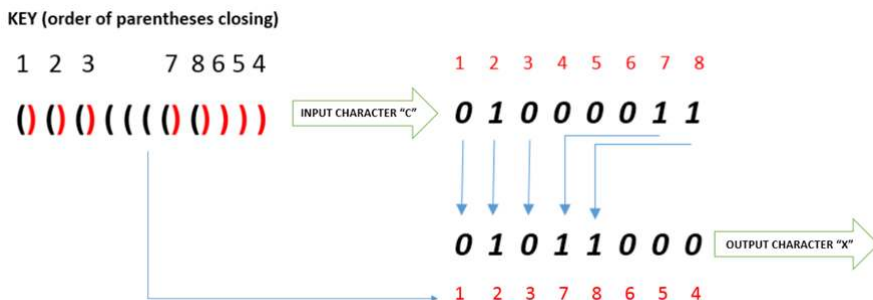 KEY (order of parentheses closing)
1 2 3 7 8 6 5 4
1 2 3 4 5 6 7 8
() () () ( ( ( () () ) ) )
INPUT CHARACTER "C"
0 1 0 0 0 0 1 1
0 1 0 1 1 0 0 0
OUTPUT CHARACTER "X"
1 2 3 7 8 6 5 4